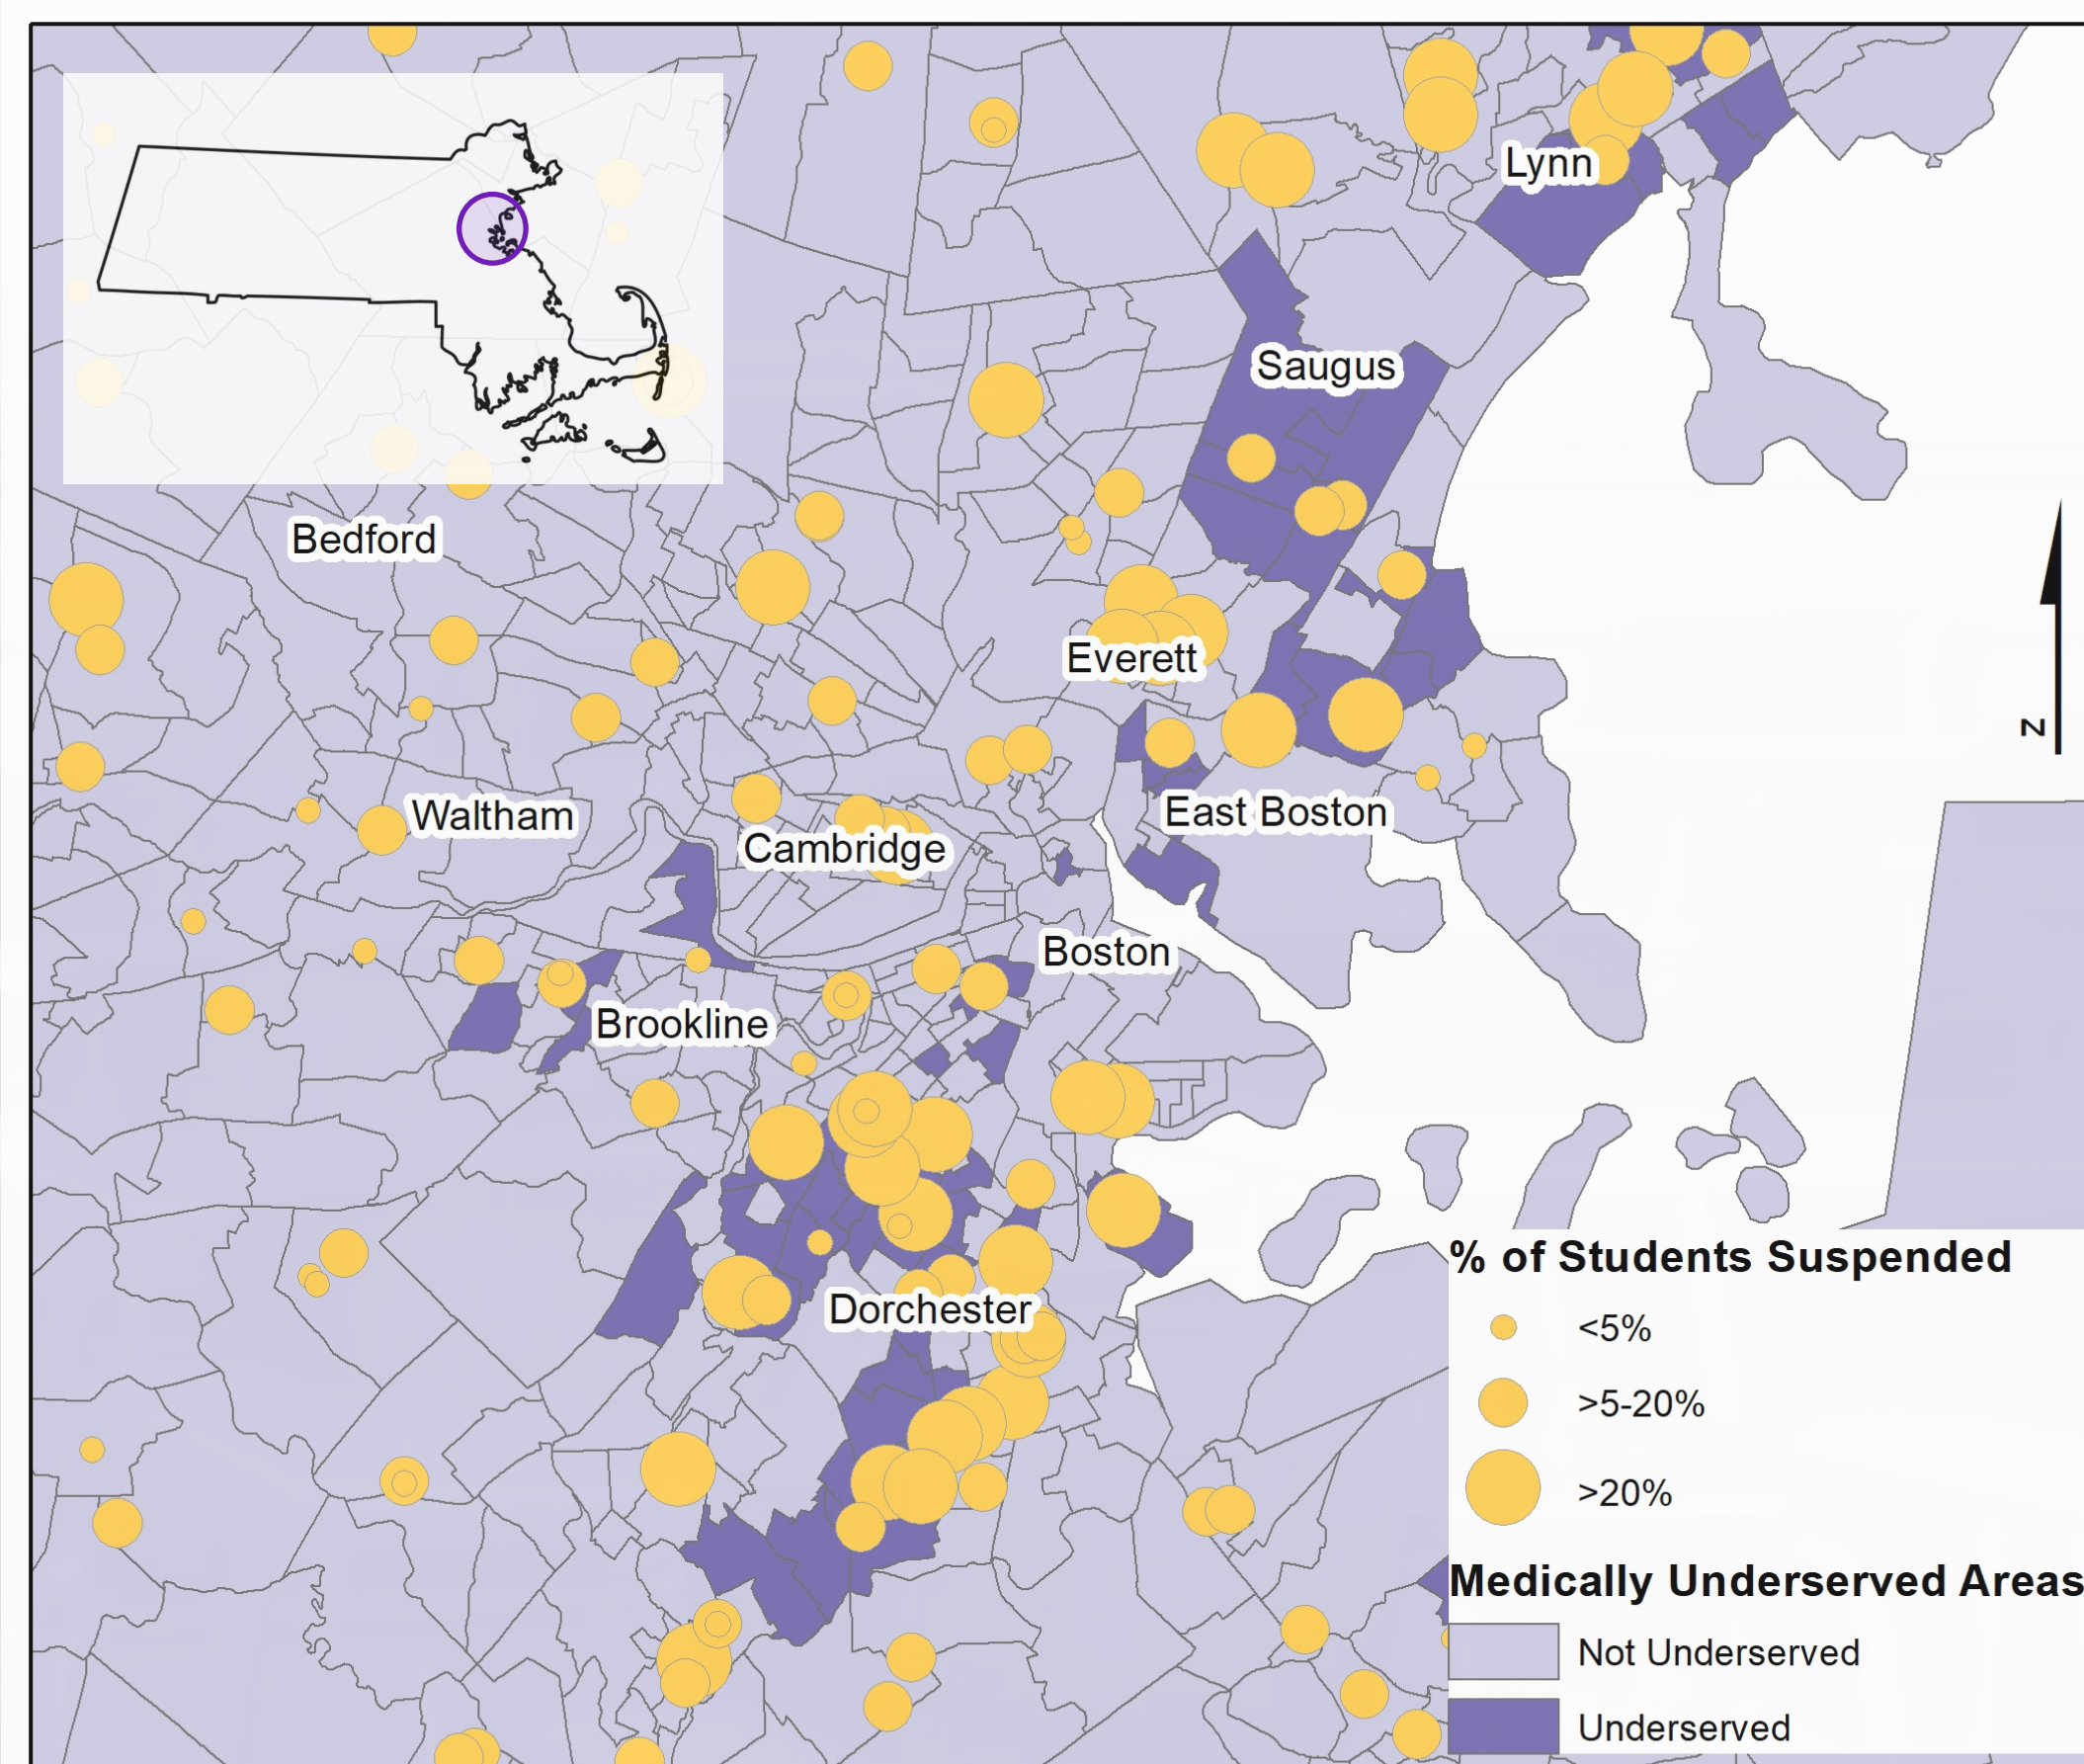 Lynn
Saugus
Bedford
Everett
N
East Boston
Waltham
Cambridge
Boston
Brookline
Dorchester
% of Students Suspended
<5%
>5-20%
>20%
Medically Underserved Areas
Not Underserved
Underserved